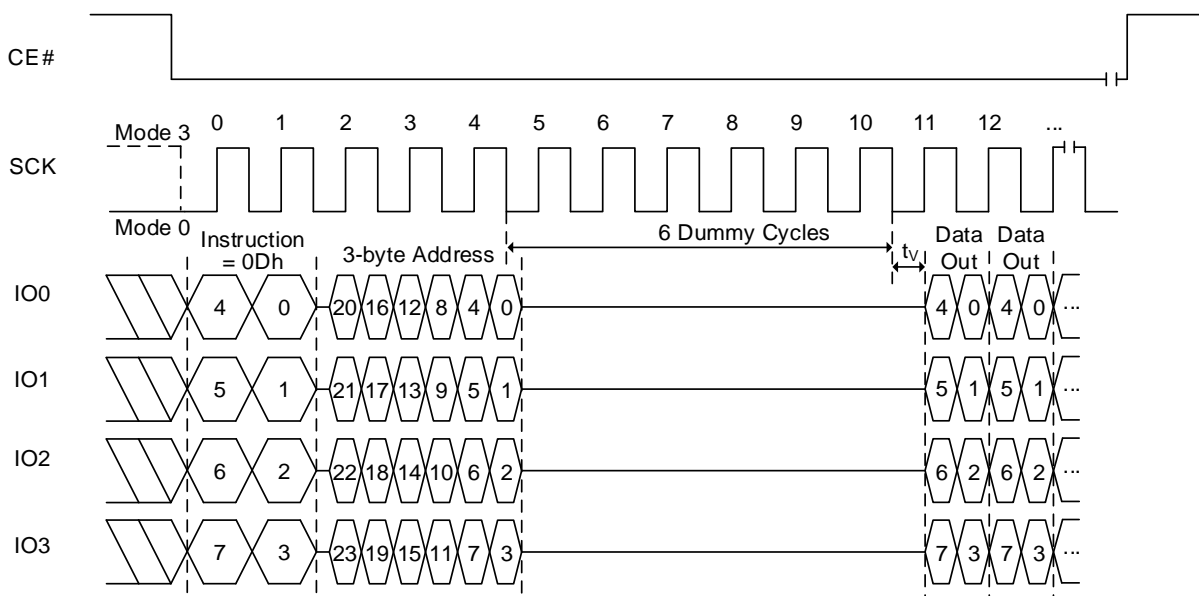 CE#
0 1 2 3 4 5 6 7 8 9 10 11 12 ...
Mode 3
SCK
Mode 0
Instruction
= 0Dh
3-byte Address
6 Dummy Cycles
tV
Data
Out
Data
Out
IO0 4 0 20 16 12 8 4 0 4 0 4 0 ...
IO1 5 1 21 17 13 9 5 1 5 1 5 1 ...
IO2 6 2 22 18 14 10 6 2 6 2 6 2 ...
IO3 7 3 23 19 15 11 7 3 7 3 7 3 ...